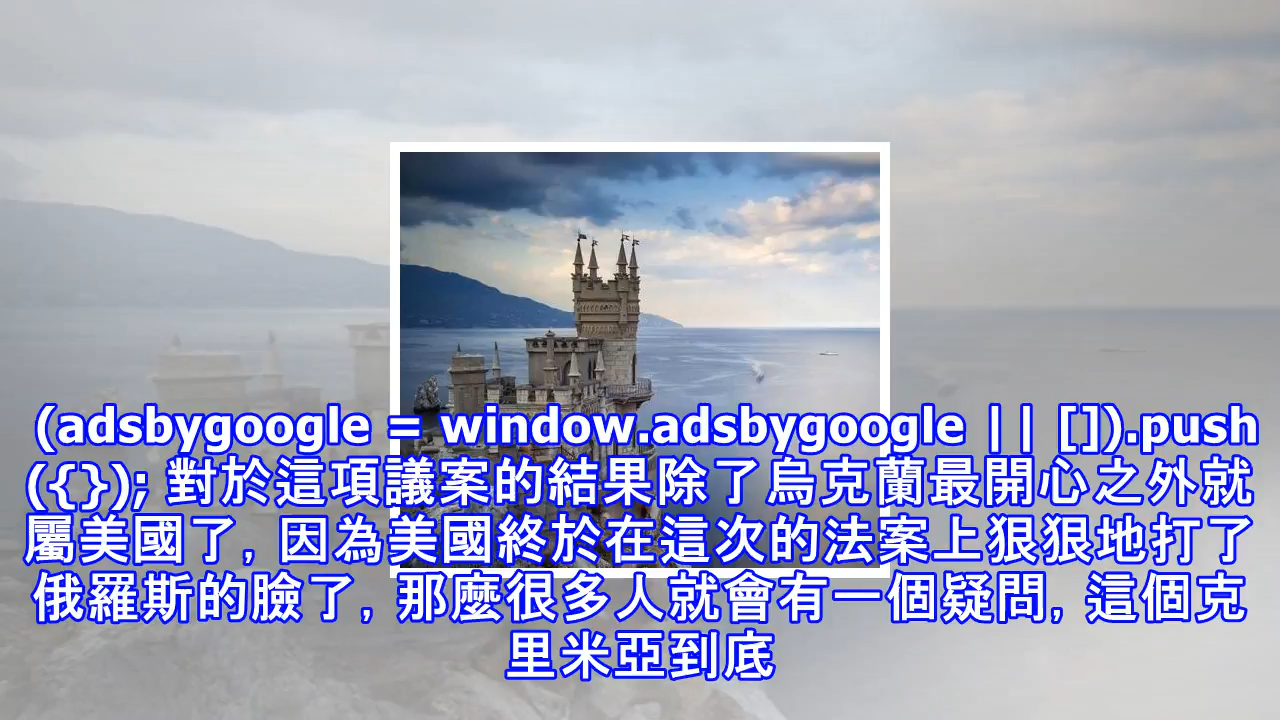 (adsbygoogle = window.adsbygoogle || []).push
({}); 對於這項議案的結果除了烏克蘭最開心之外就
屬美國了, 因為美國終於在這次的法案上狠狠地打了
俄羅斯的臉了, 那麼很多人就會有一個疑問, 這個克
里米亞到底